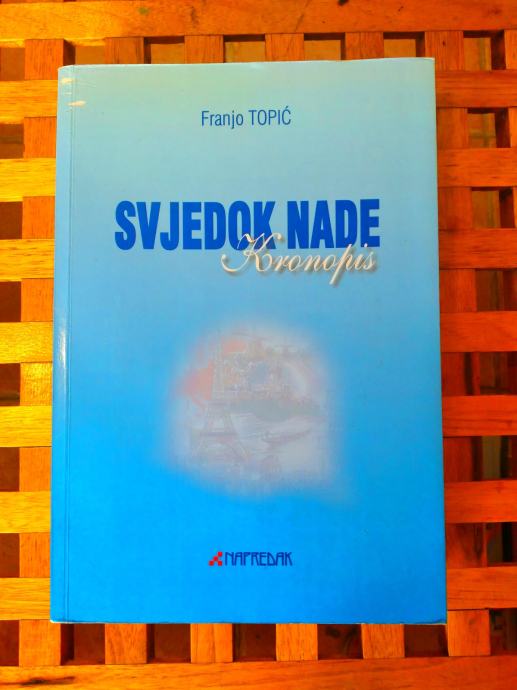 Franjo TOPIĆ
SVJEDOK NADE
Kronopis
NAPREDAK